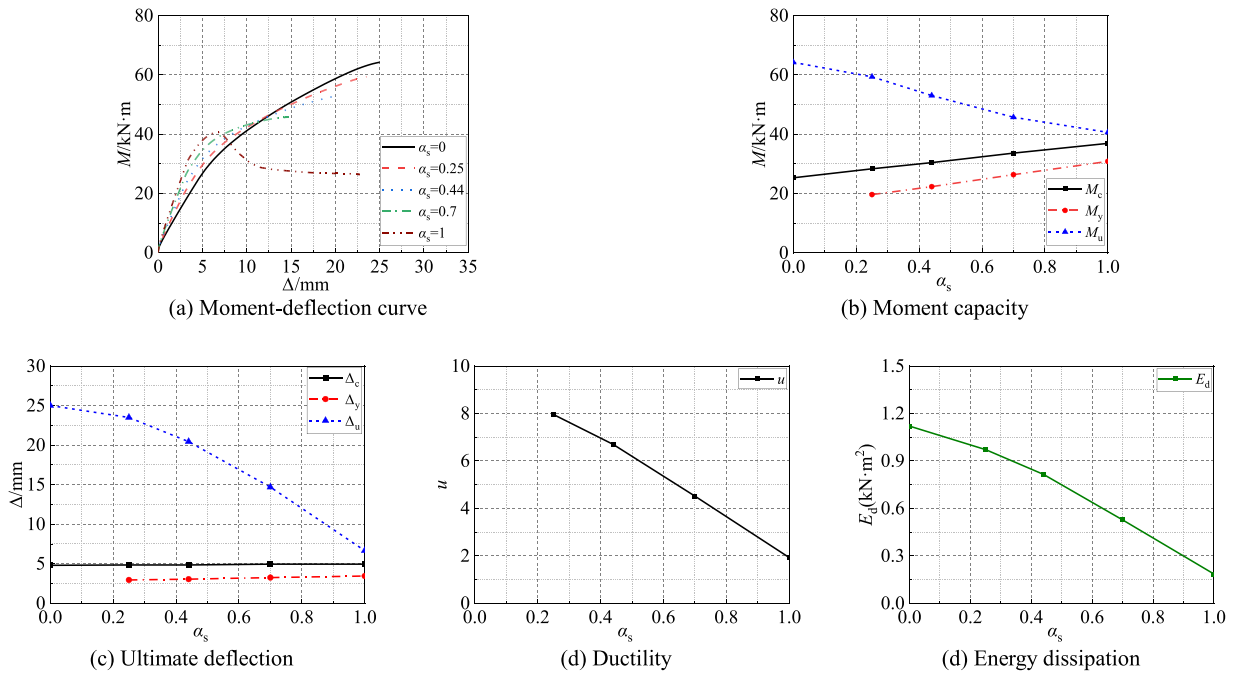 80
60
40
20
0
M/kN·m
0 5 10 15 20 25 30 35
Δ/mm
αs=0
αs=0.25
αs=0.44
αs=0.7
αs=1
(a) Moment-deflection curve
80
60
40
20
0
M/kN·m
0.0 0.2 0.4 0.6 0.8 1.0
αs
Mc
My
Mu
(b) Moment capacity
30
25
20
15
10
5
0
Δ/mm
0.0 0.2 0.4 0.6 0.8 1.0
αs
Δc
Δy
Δu
(c) Ultimate deflection
10
8
6
4
2
0
u
0.0 0.2 0.4 0.6 0.8 1.0
αs
u
(d) Ductility
1.5
1.2
0.9
0.6
0.3
0.0
Ed(kN·m²)
0.0 0.2 0.4 0.6 0.8 1.0
αs
Ed
(d) Energy dissipation